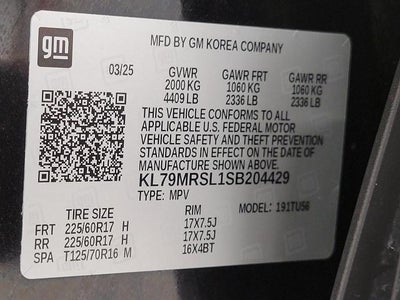 gm
MFD BY GM KOREA COMPANY
03/25 GVWR GAWR FRT GAWR RR
2000 KG 1060 KG 1060 KG
4409 LB 2336 LB 2336 LB
THIS VEHICLE CONFORMS TO ALL
APPLICABLE U.S. FEDERAL MOTOR
VEHICLE SAFETY AND THEFT PREVENTION
STANDARDS IN EFFECT ON THE DATE OF
MANUFACTURE SHOWN ABOVE.
KL79MRSL1SB204429
TYPE: MPV MODEL: 191TU56
TIRE SIZE RIM
FRT 225/60R17 H 17X7.5J
RR 225/60R17 H 17X7.5J
SPA T125/70R16 M 16X4BT